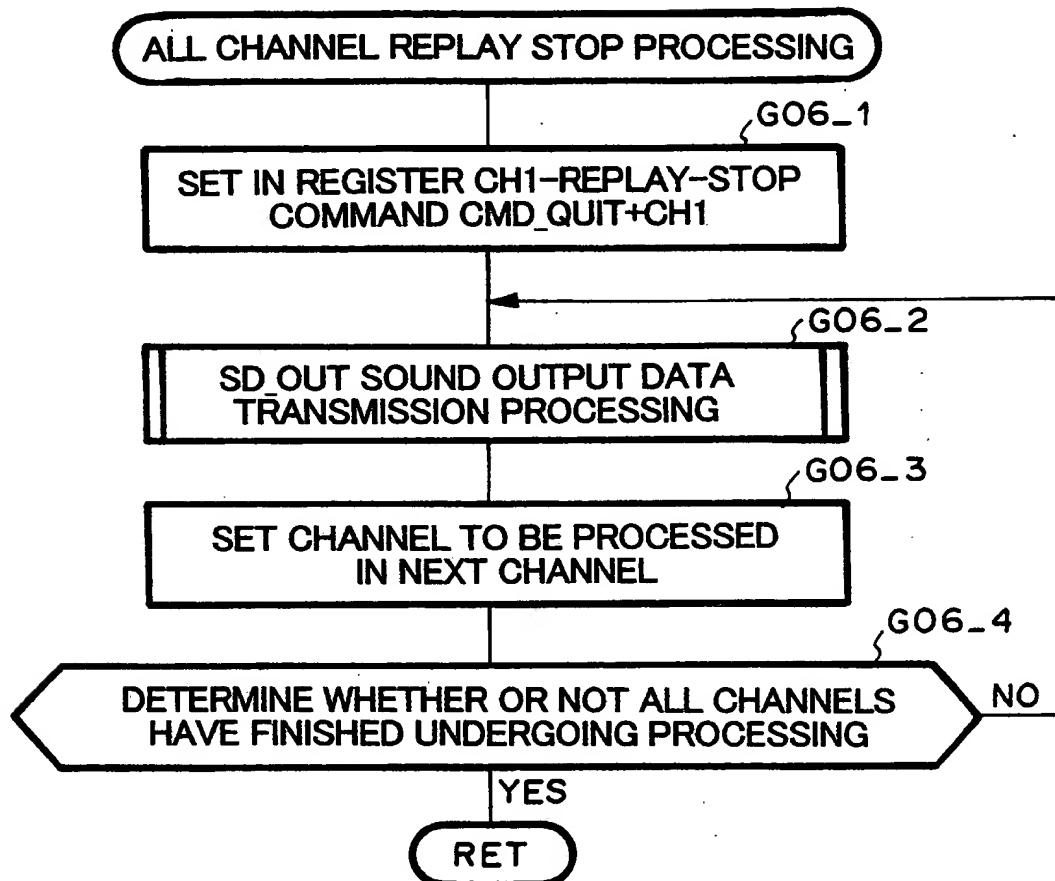 ALL CHANNEL REPLAY STOP PROCESSING
G06_1
SET IN REGISTER CH1-REPLAY-STOP
COMMAND CMD_QUIT+CH1
G06_2
SD_OUT SOUND OUTPUT DATA
TRANSMISSION PROCESSING
G06_3
SET CHANNEL TO BE PROCESSED
IN NEXT CHANNEL
G06_4
DETERMINE WHETHER OR NOT ALL CHANNELS
HAVE FINISHED UNDERGOING PROCESSING
NO
YES
RET